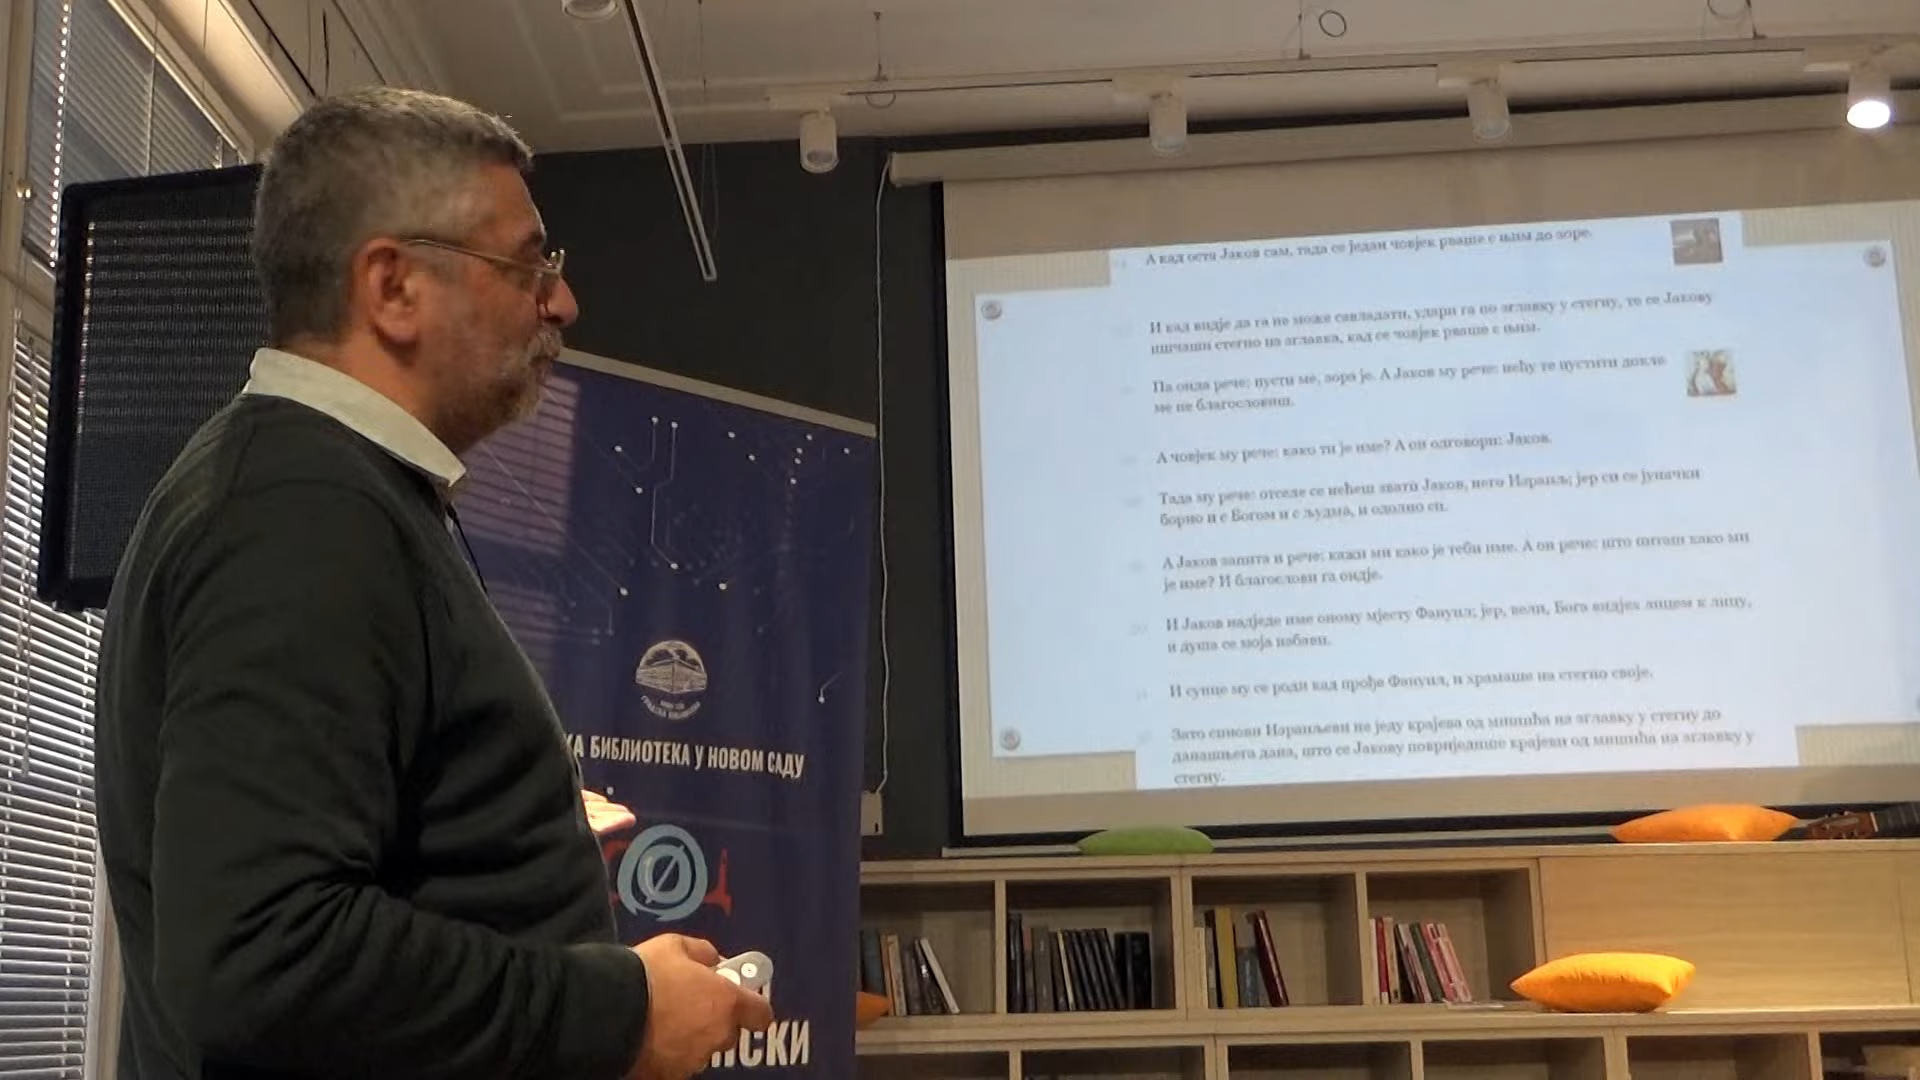 А кад оста Јаков сам, тада се један човјек рваше с њим до зоре.
И кад видје да га не може савладати, удари га по зглавку у стегну, те се Јакову
ишчаши стегно из зглавка, кад се човјек рваше с њим.
Па онда рече: пусти ме, зора је. А Јаков му рече: нећу те пустити докле
ме не благословиш.
А човјек му рече: како ти је име? А он одговори: Јаков.
Тада му рече: отселе се нећеш звати Јаков, него Израиљ; јер си се јуначки
борио и с Богом и с људма, и одолио си.
А Јаков запита и рече: кажи ми како је теби име. А он рече: што питаш како ми
је име? И благослови га ондје.
И Јаков надједе име ономе мјесту Фануил; јер, вели, Бога видјех лицем к лицу,
и душа се моја избави.
И сунце му се роди кад прође Фануил, и храмаше на стегно своје.
Зато синови Израиљеви не једу крајева од мишића на зглавку у стегну до
данашњега дана, што се Јакову повриједише крајеви од мишића на зглавку у
стегну.
КА БИБЛИОТЕКА У НОВОМ САДУ
СКИ